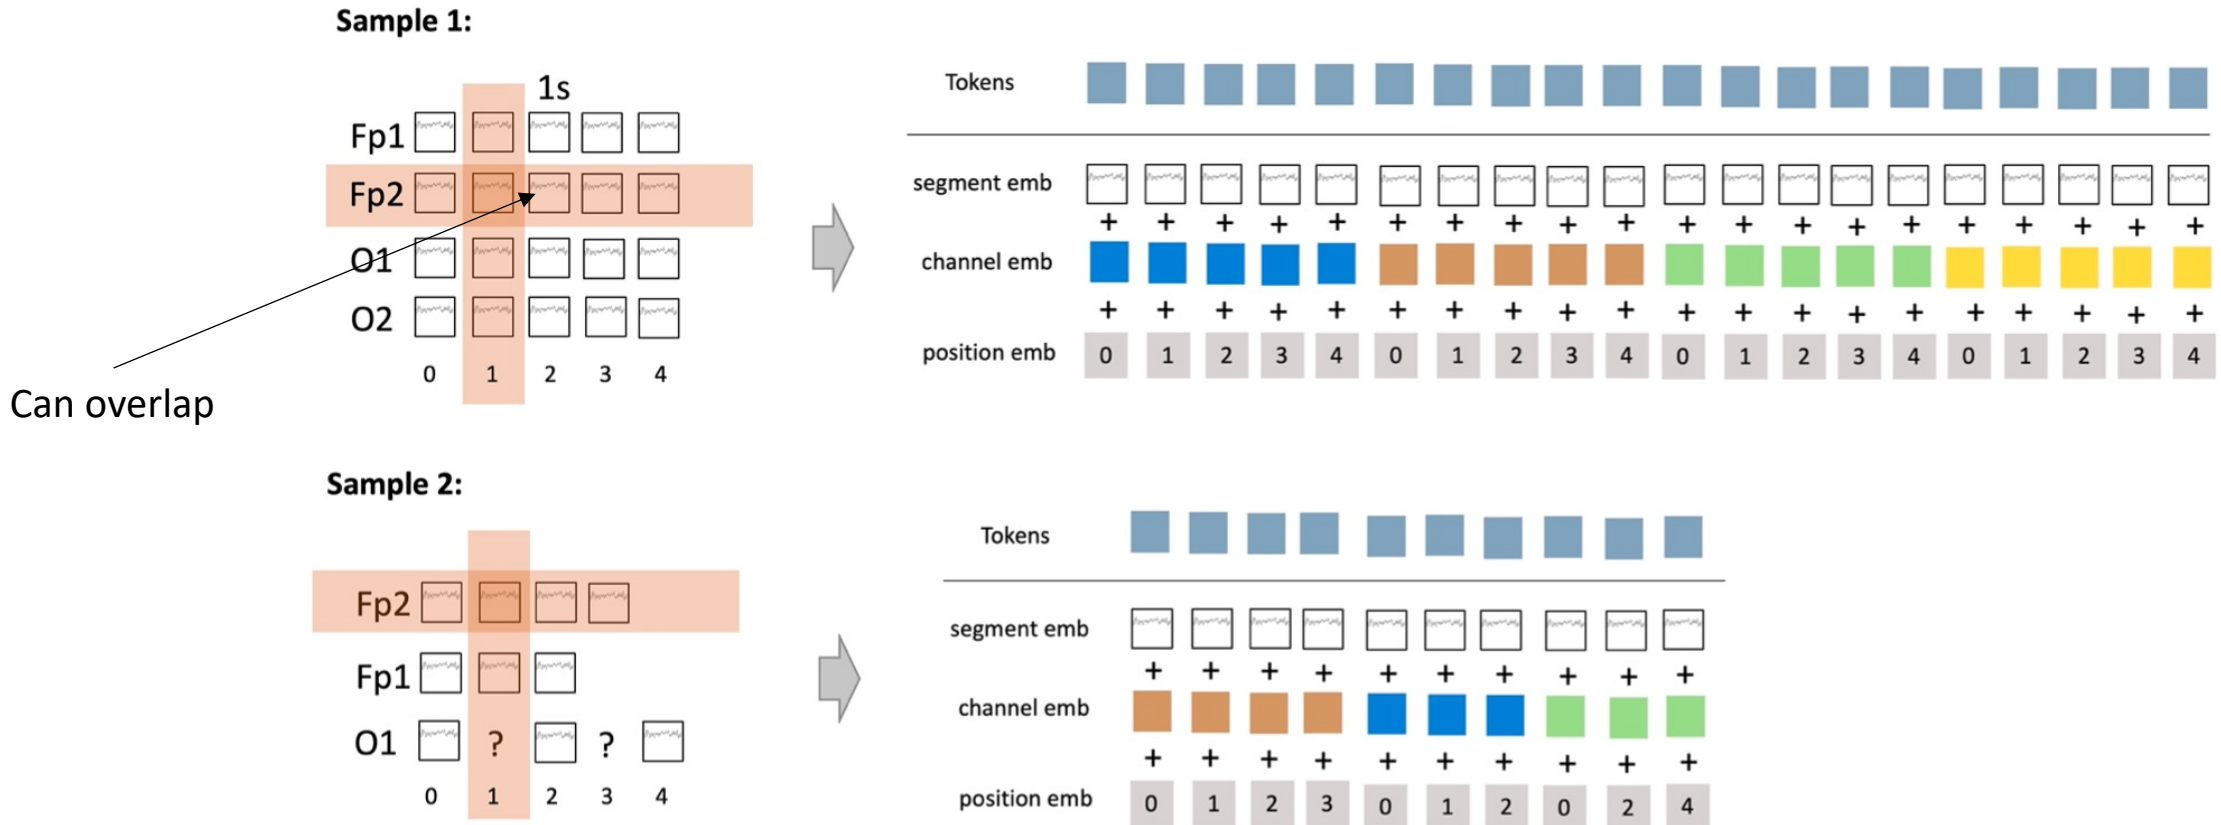 Sample 1:
1s
Fp1
Fp2
O1
O2
0 1 2 3 4
Can overlap
Tokens
segment emb
+ + + + + + + + + + + + + + + + + + + +
channel emb
+ + + + + + + + + + + + + + + + + + + +
position emb 0 1 2 3 4 0 1 2 3 4 0 1 2 3 4 0 1 2 3 4
Sample 2:
Fp2
Fp1
O1 ? ?
0 1 2 3 4
Tokens
segment emb
+ + + + + + + + + +
channel emb
+ + + + + + + + + +
position emb 0 1 2 3 0 1 2 0 2 4